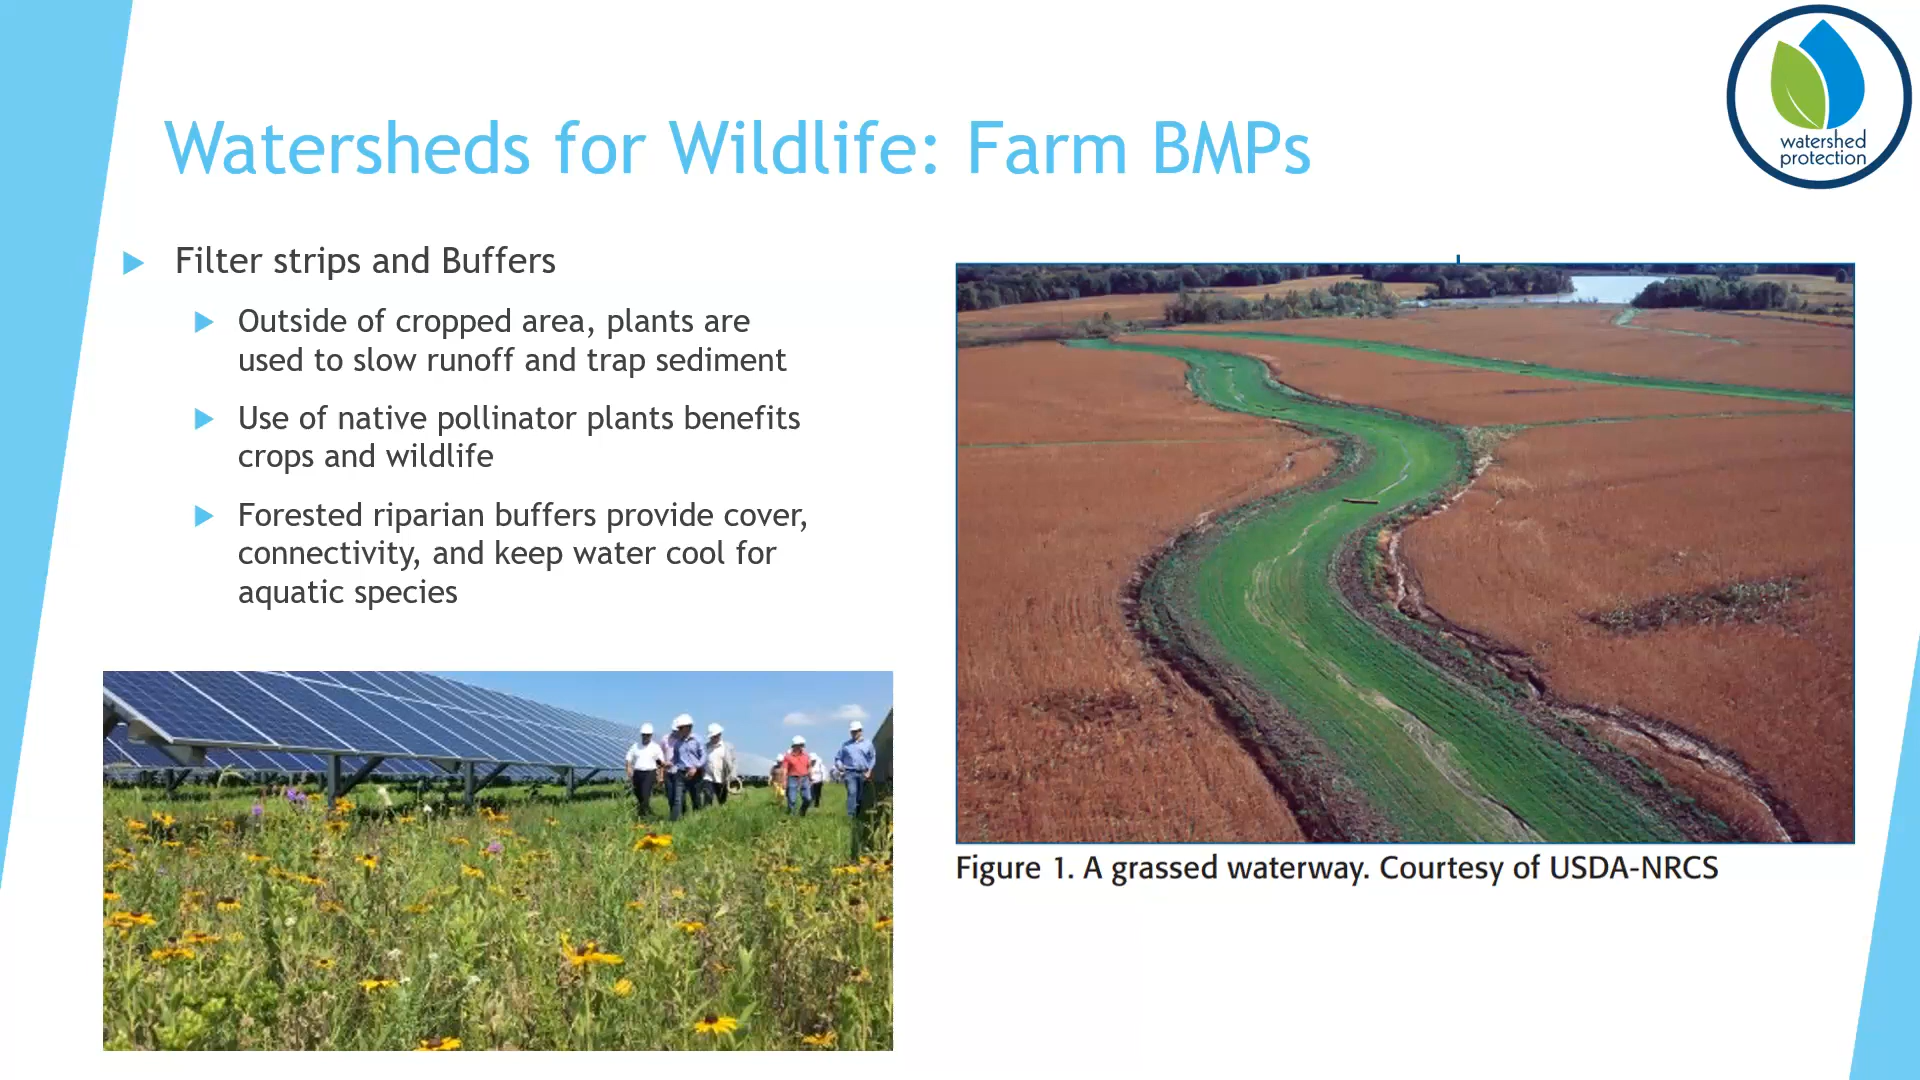 watershed
protection
Watersheds for Wildlife: Farm BMPs
Filter strips and Buffers
Outside of cropped area, plants are
used to slow runoff and trap sediment
Use of native pollinator plants benefits
crops and wildlife
Forested riparian buffers provide cover,
connectivity, and keep water cool for
aquatic species
Figure 1. A grassed waterway. Courtesy of USDA-NRCS